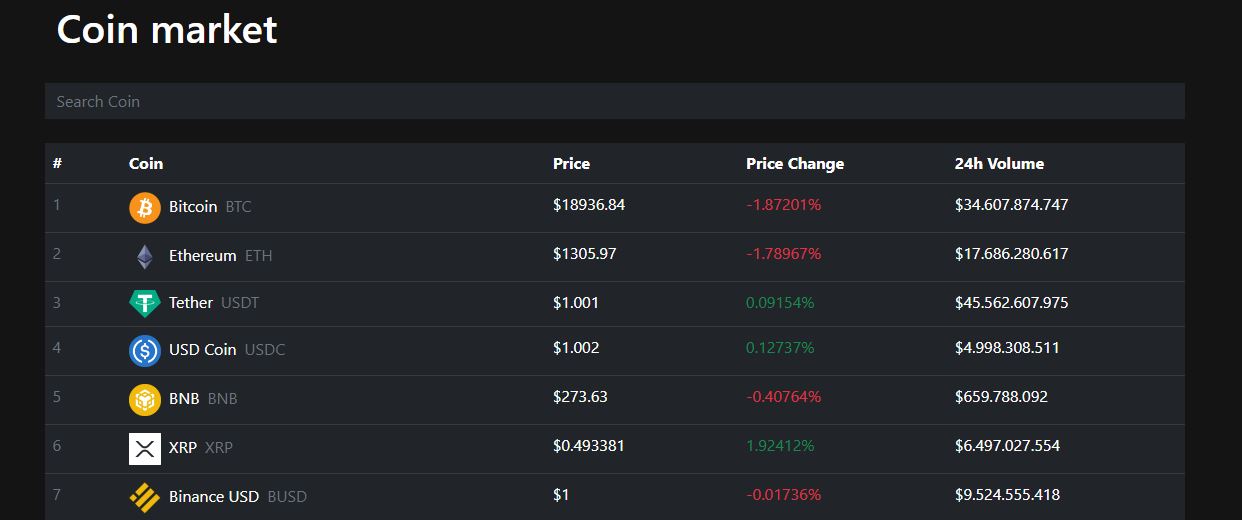 Coin market
Search Coin
# Coin Price Price Change 24h Volume
1 Bitcoin BTC $18936.84 -1.87201% $34.607.874.747
2 Ethereum ETH $1305.97 -1.78967% $17.686.280.617
3 Tether USDT $1.001 0.09154% $45.562.607.975
4 USD Coin USDC $1.002 0.12737% $4.998.308.511
5 BNB BNB $273.63 -0.40764% $659.788.092
6 XRP XRP $0.493381 1.92412% $6.497.027.554
7 Binance USD BUSD $1 -0.01736% $9.524.555.418